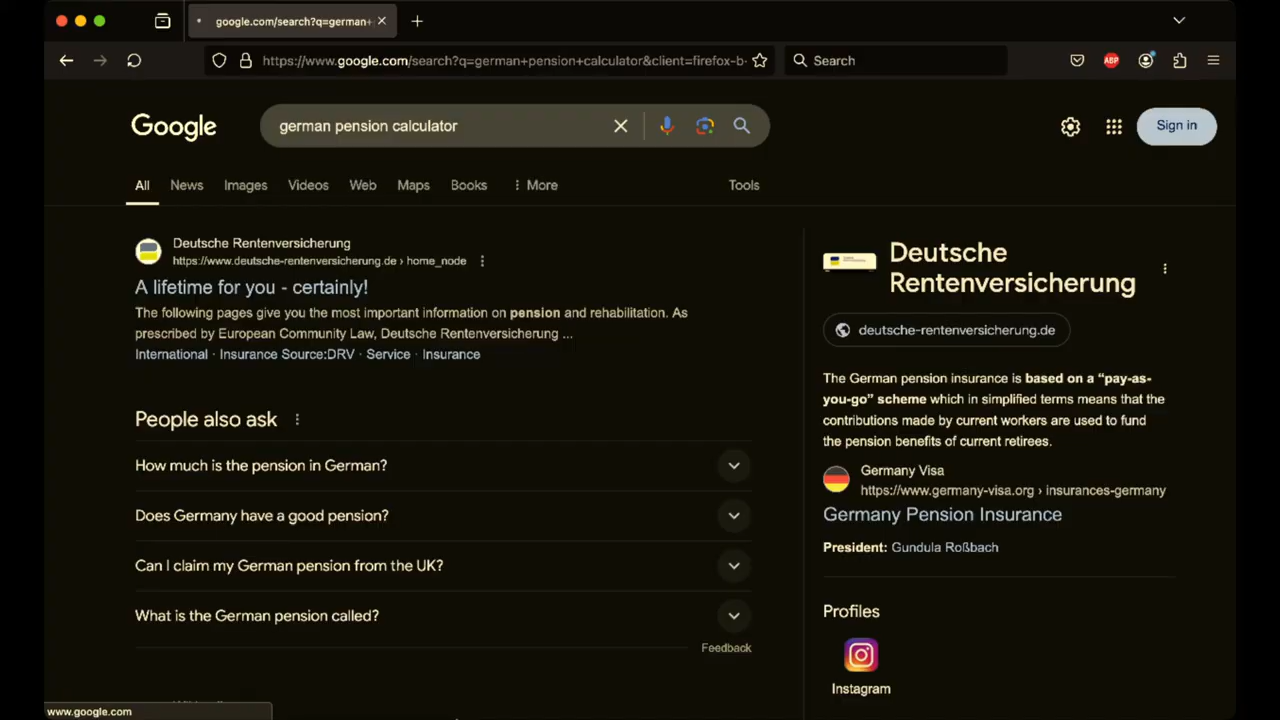 google.com/search?q=german+
https://www.google.com/search?q=german+pension+calculator&client=firefox-b-
Search
ABP
Google
german pension calculator
Sign in
All
News
Images
Videos
Web
Maps
Books
More
Tools
Deutsche Rentenversicherung
https://www.deutsche-rentenversicherung.de › home_node
A lifetime for you - certainly!
The following pages give you the most important information on pension and rehabilitation. As
prescribed by European Community Law, Deutsche Rentenversicherung ...
International · Insurance Source:DRV · Service · Insurance
People also ask
How much is the pension in German?
Does Germany have a good pension?
Can I claim my German pension from the UK?
What is the German pension called?
Feedback
Deutsche
Rentenversicherung
deutsche-rentenversicherung.de
The German pension insurance is based on a “pay-as-
you-go” scheme which in simplified terms means that the
contributions made by current workers are used to fund
the pension benefits of current retirees.
Germany Visa
https://www.germany-visa.org › insurances-germany
Germany Pension Insurance
President: Gundula Roßbach
Profiles
Instagram
www.google.com